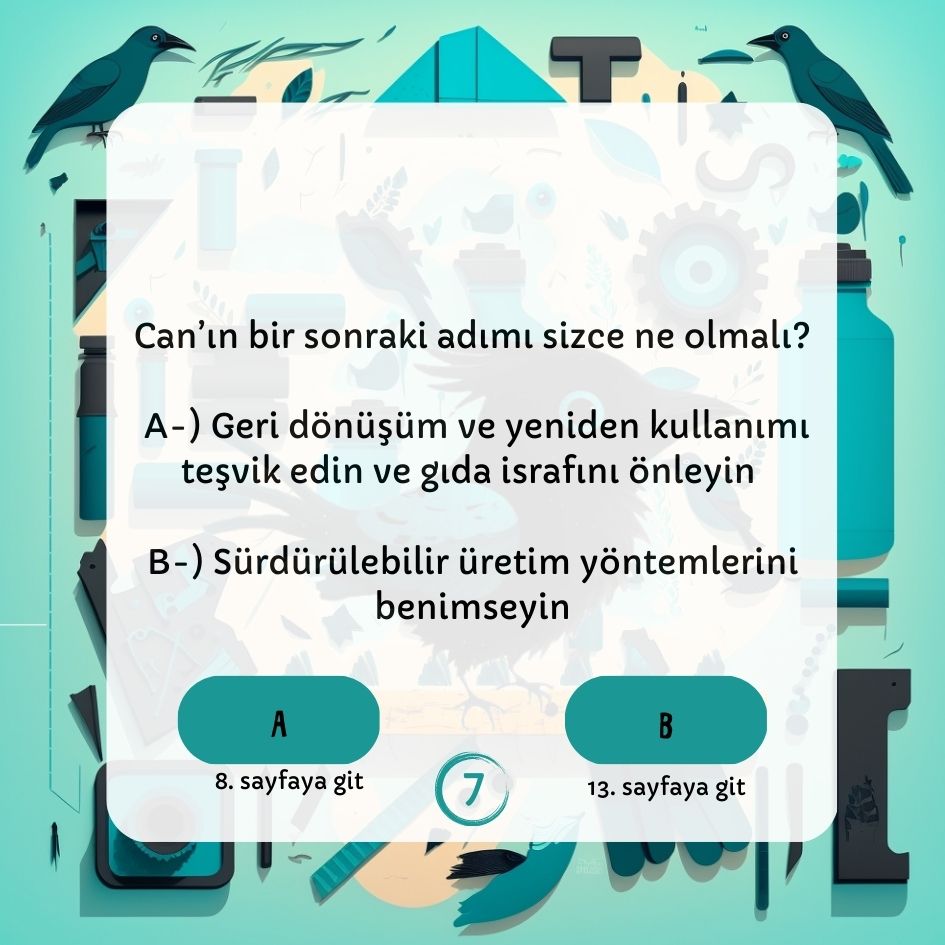 Can’ın bir sonraki adımı sizce ne olmalı?
A-) Geri dönüşüm ve yeniden kullanımı
teşvik edin ve gıda israfını önleyin
B-) Sürdürülebilir üretim yöntemlerini
benimseyin
A
B
8. sayfaya git
7
13. sayfaya git